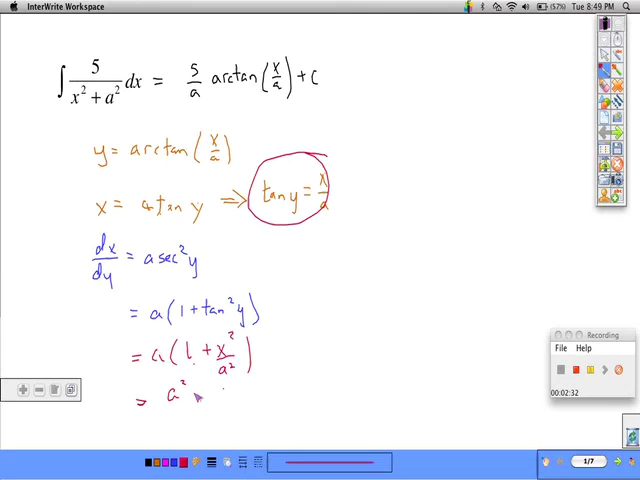 InterWrite Workspace
(57%) Tue 8:49 PM
∫ 5/(x² + a²) dx = 5/a arctan(x/a) + C
y = arctan(x/a)
x = a tan y ⇒ tan y = x/a
dx/dy = a sec² y
= a(1 + tan² y)
= a(1 + x²/a²)
= a²
Recording
File Help
00:02:32
1/7